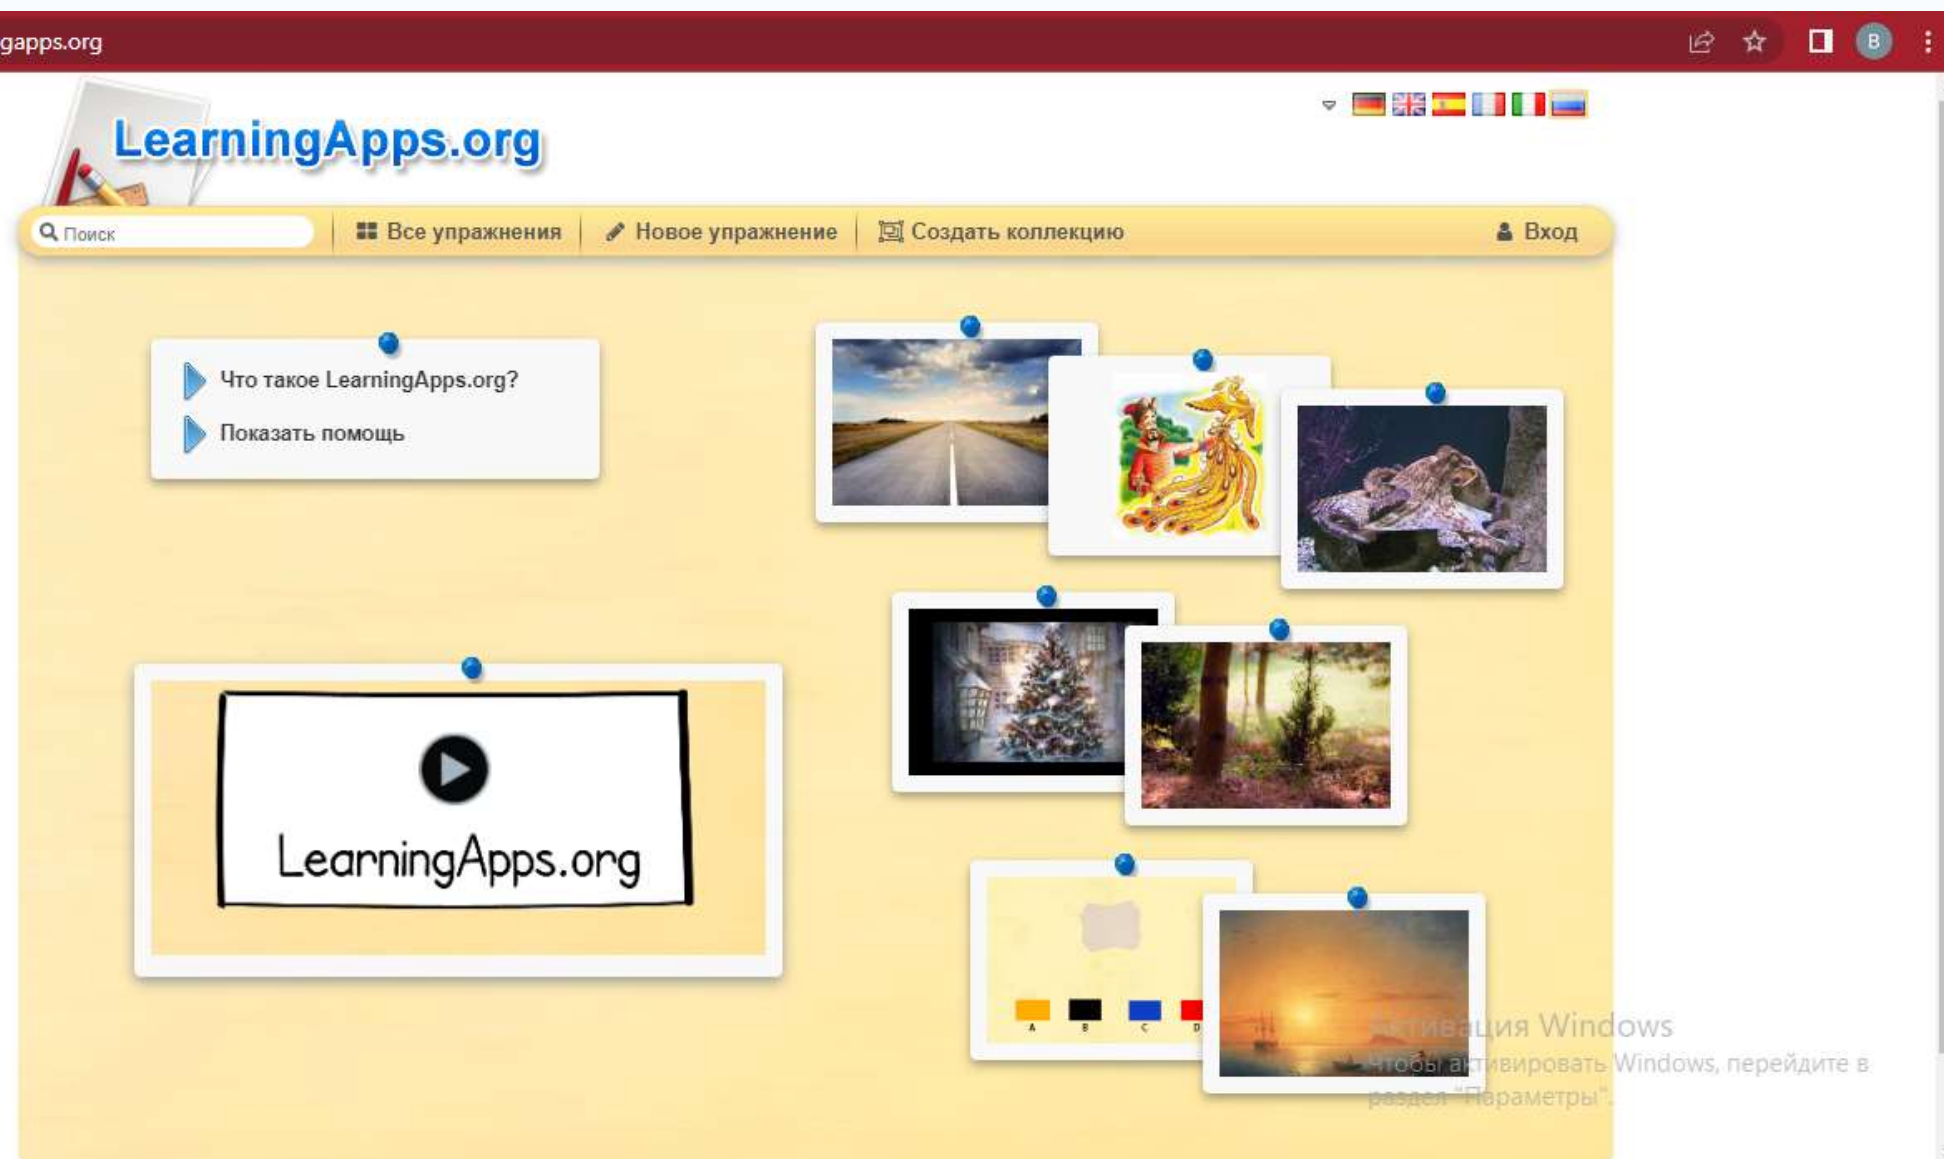 gapps.org
B
LearningApps.org
Поиск
Все упражнения
Новое упражнение
Создать коллекцию
Вход
Что такое LearningApps.org?
Показать помощь
LearningApps.org
A B C D
Активация Windows
Чтобы активировать Windows, перейдите в
раздел "Параметры".